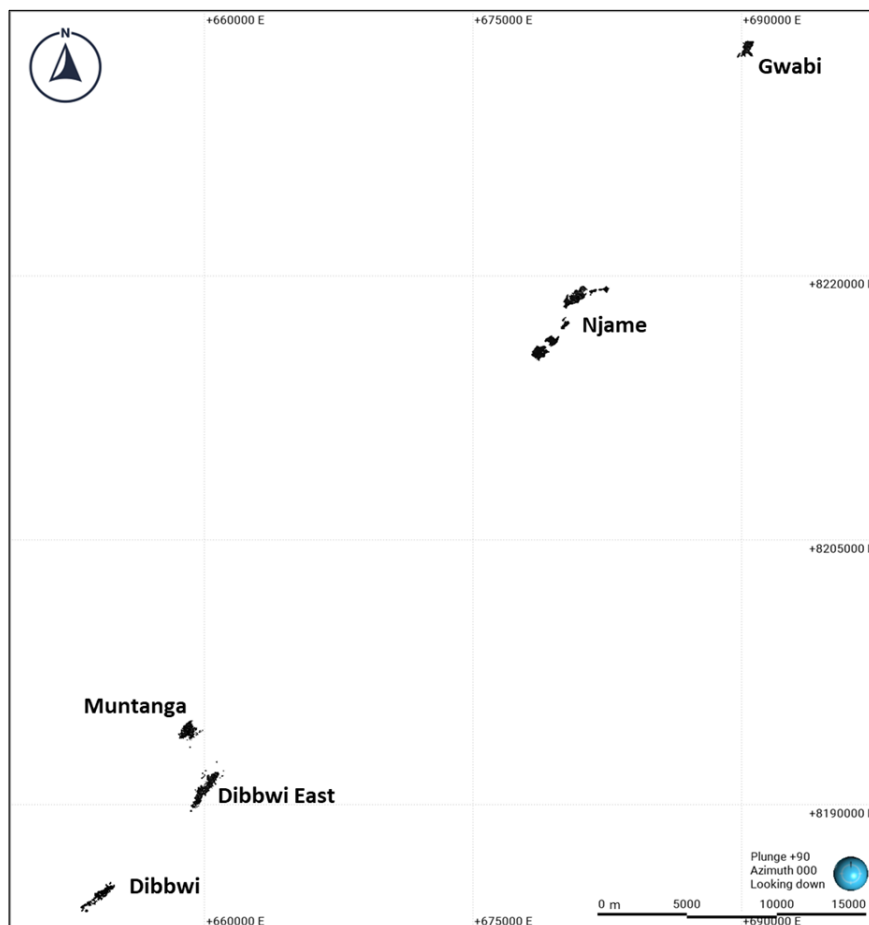 +660000 E
+675000 E
+690000 E
N
Gwabi
+8220000
Njame
+8205000
Muntanga
Dibbwi East
+8190000
Dibbwi
Plunge +90
Azimuth 000
Looking down
0 m 5000 10000 15000
+660000 E
+675000 E
+690000 E